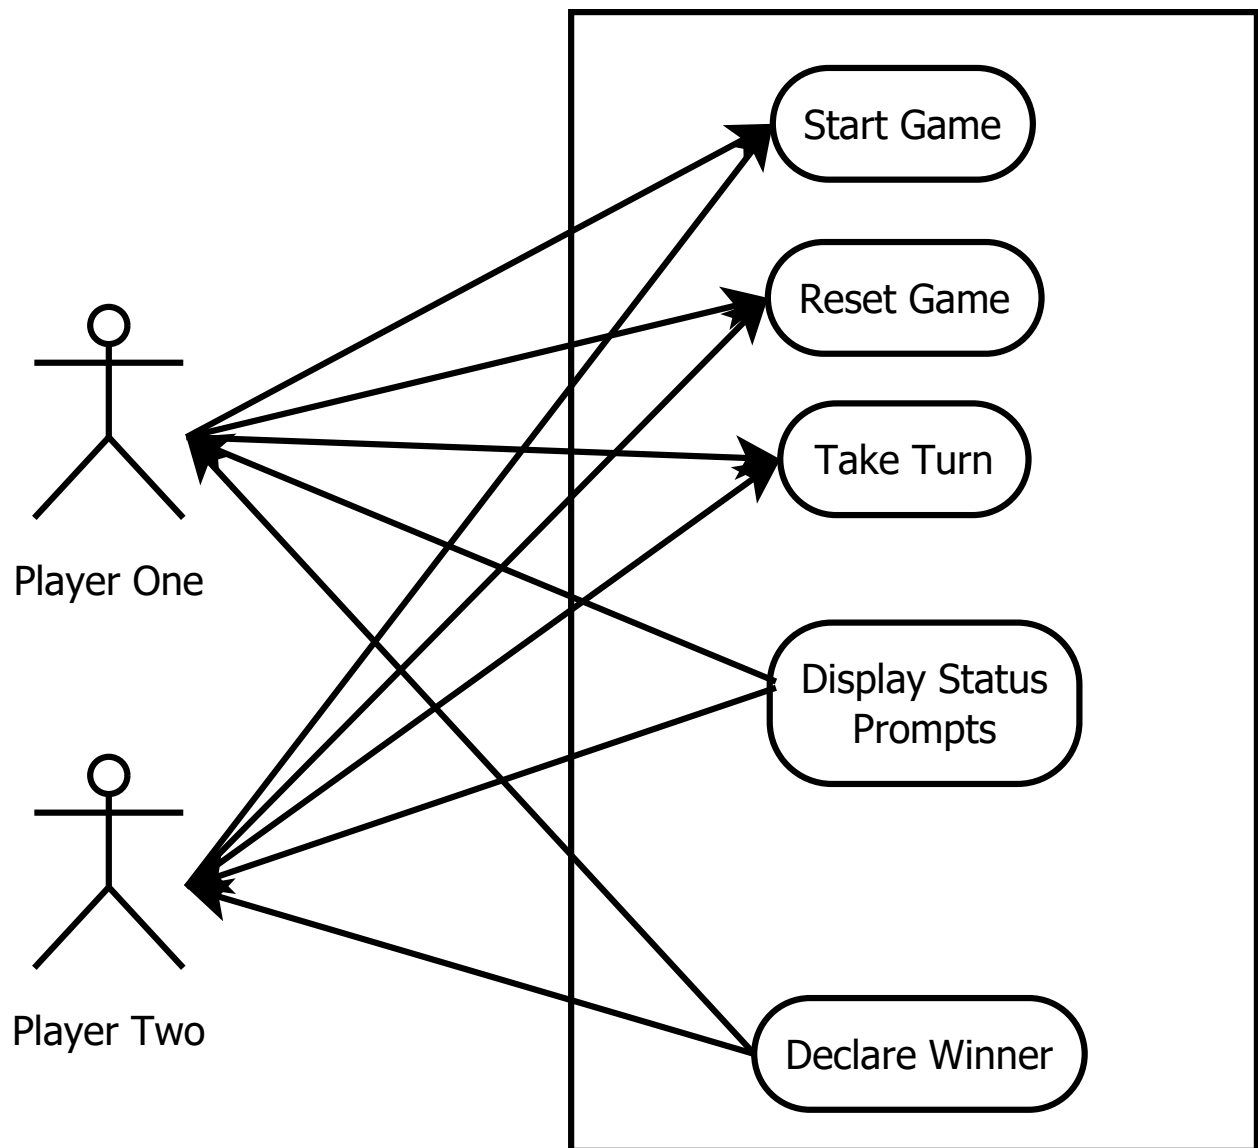 Start Game
Reset Game
Take Turn
Player One
Display Status
Prompts
Player Two
Declare Winner